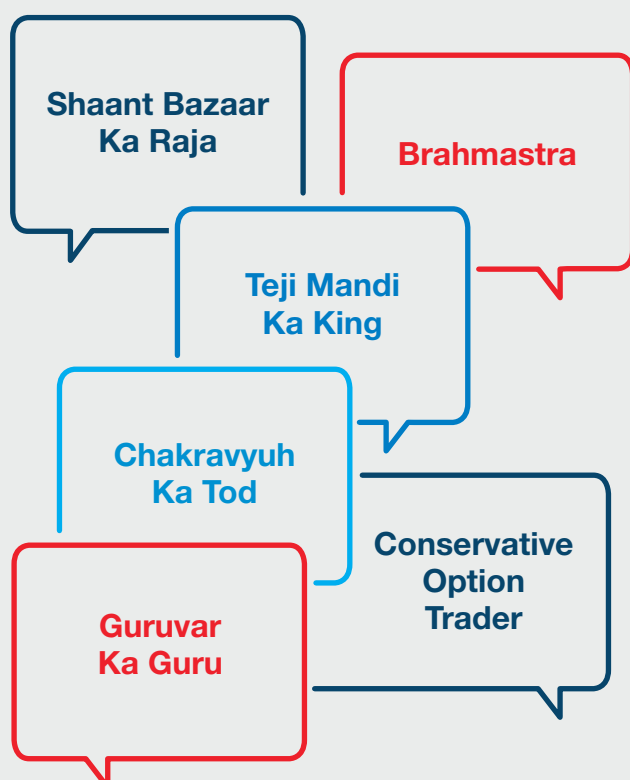 Shaant Bazaar
Ka Raja
Brahmastra
Teji Mandi
Ka King
Chakravyuh
Ka Tod
Conservative
Option
Trader
Guruvar
Ka Guru